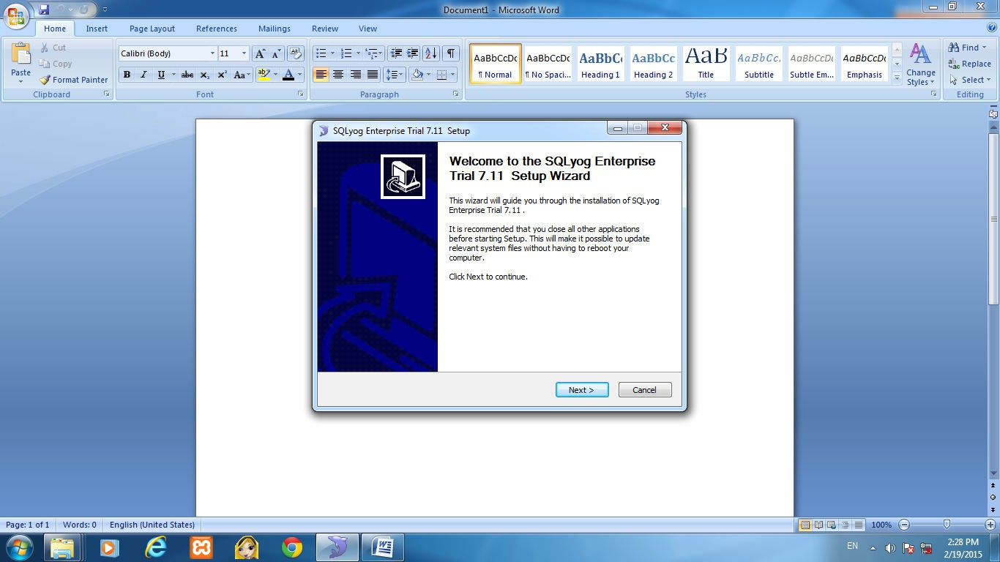 Document1 - Microsoft Word
Home Insert Page Layout References Mailings Review View
Paste
Cut
Copy
Format Painter
Clipboard
Calibri (Body) 11
B I U abc X₂ X² Aa
Font
Paragraph
AaBbCcDc AaBbCcDc AaBbCc AaBbCc AaB AaBbCc. AaBbCcDc AaBbCcDc
¶ Normal ¶ No Spaci... Heading 1 Heading 2 Title Subtitle Subtle Em... Emphasis
Change
Styles
Styles
Find
Replace
Select
Editing
SQLyog Enterprise Trial 7.11 Setup
Welcome to the SQLyog Enterprise
Trial 7.11 Setup Wizard
This wizard will guide you through the installation of SQLyog
Enterprise Trial 7.11 .
It is recommended that you close all other applications
before starting Setup. This will make it possible to update
relevant system files without having to reboot your
computer.
Click Next to continue.
Next > Cancel
Page: 1 of 1 Words: 0 English (United States) 100%
EN
2:28 PM
2/19/2015